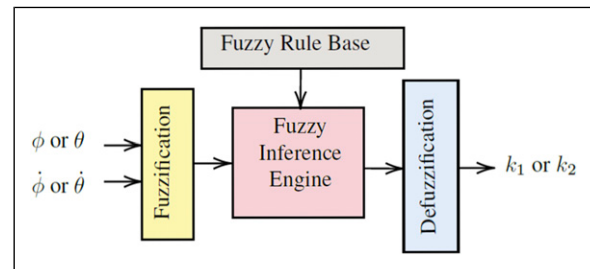 Fuzzy Rule Base
ϕ or θ
ϕ̇ or θ̇
Fuzzification
Fuzzy
Inference
Engine
Defuzzification
k₁ or k₂